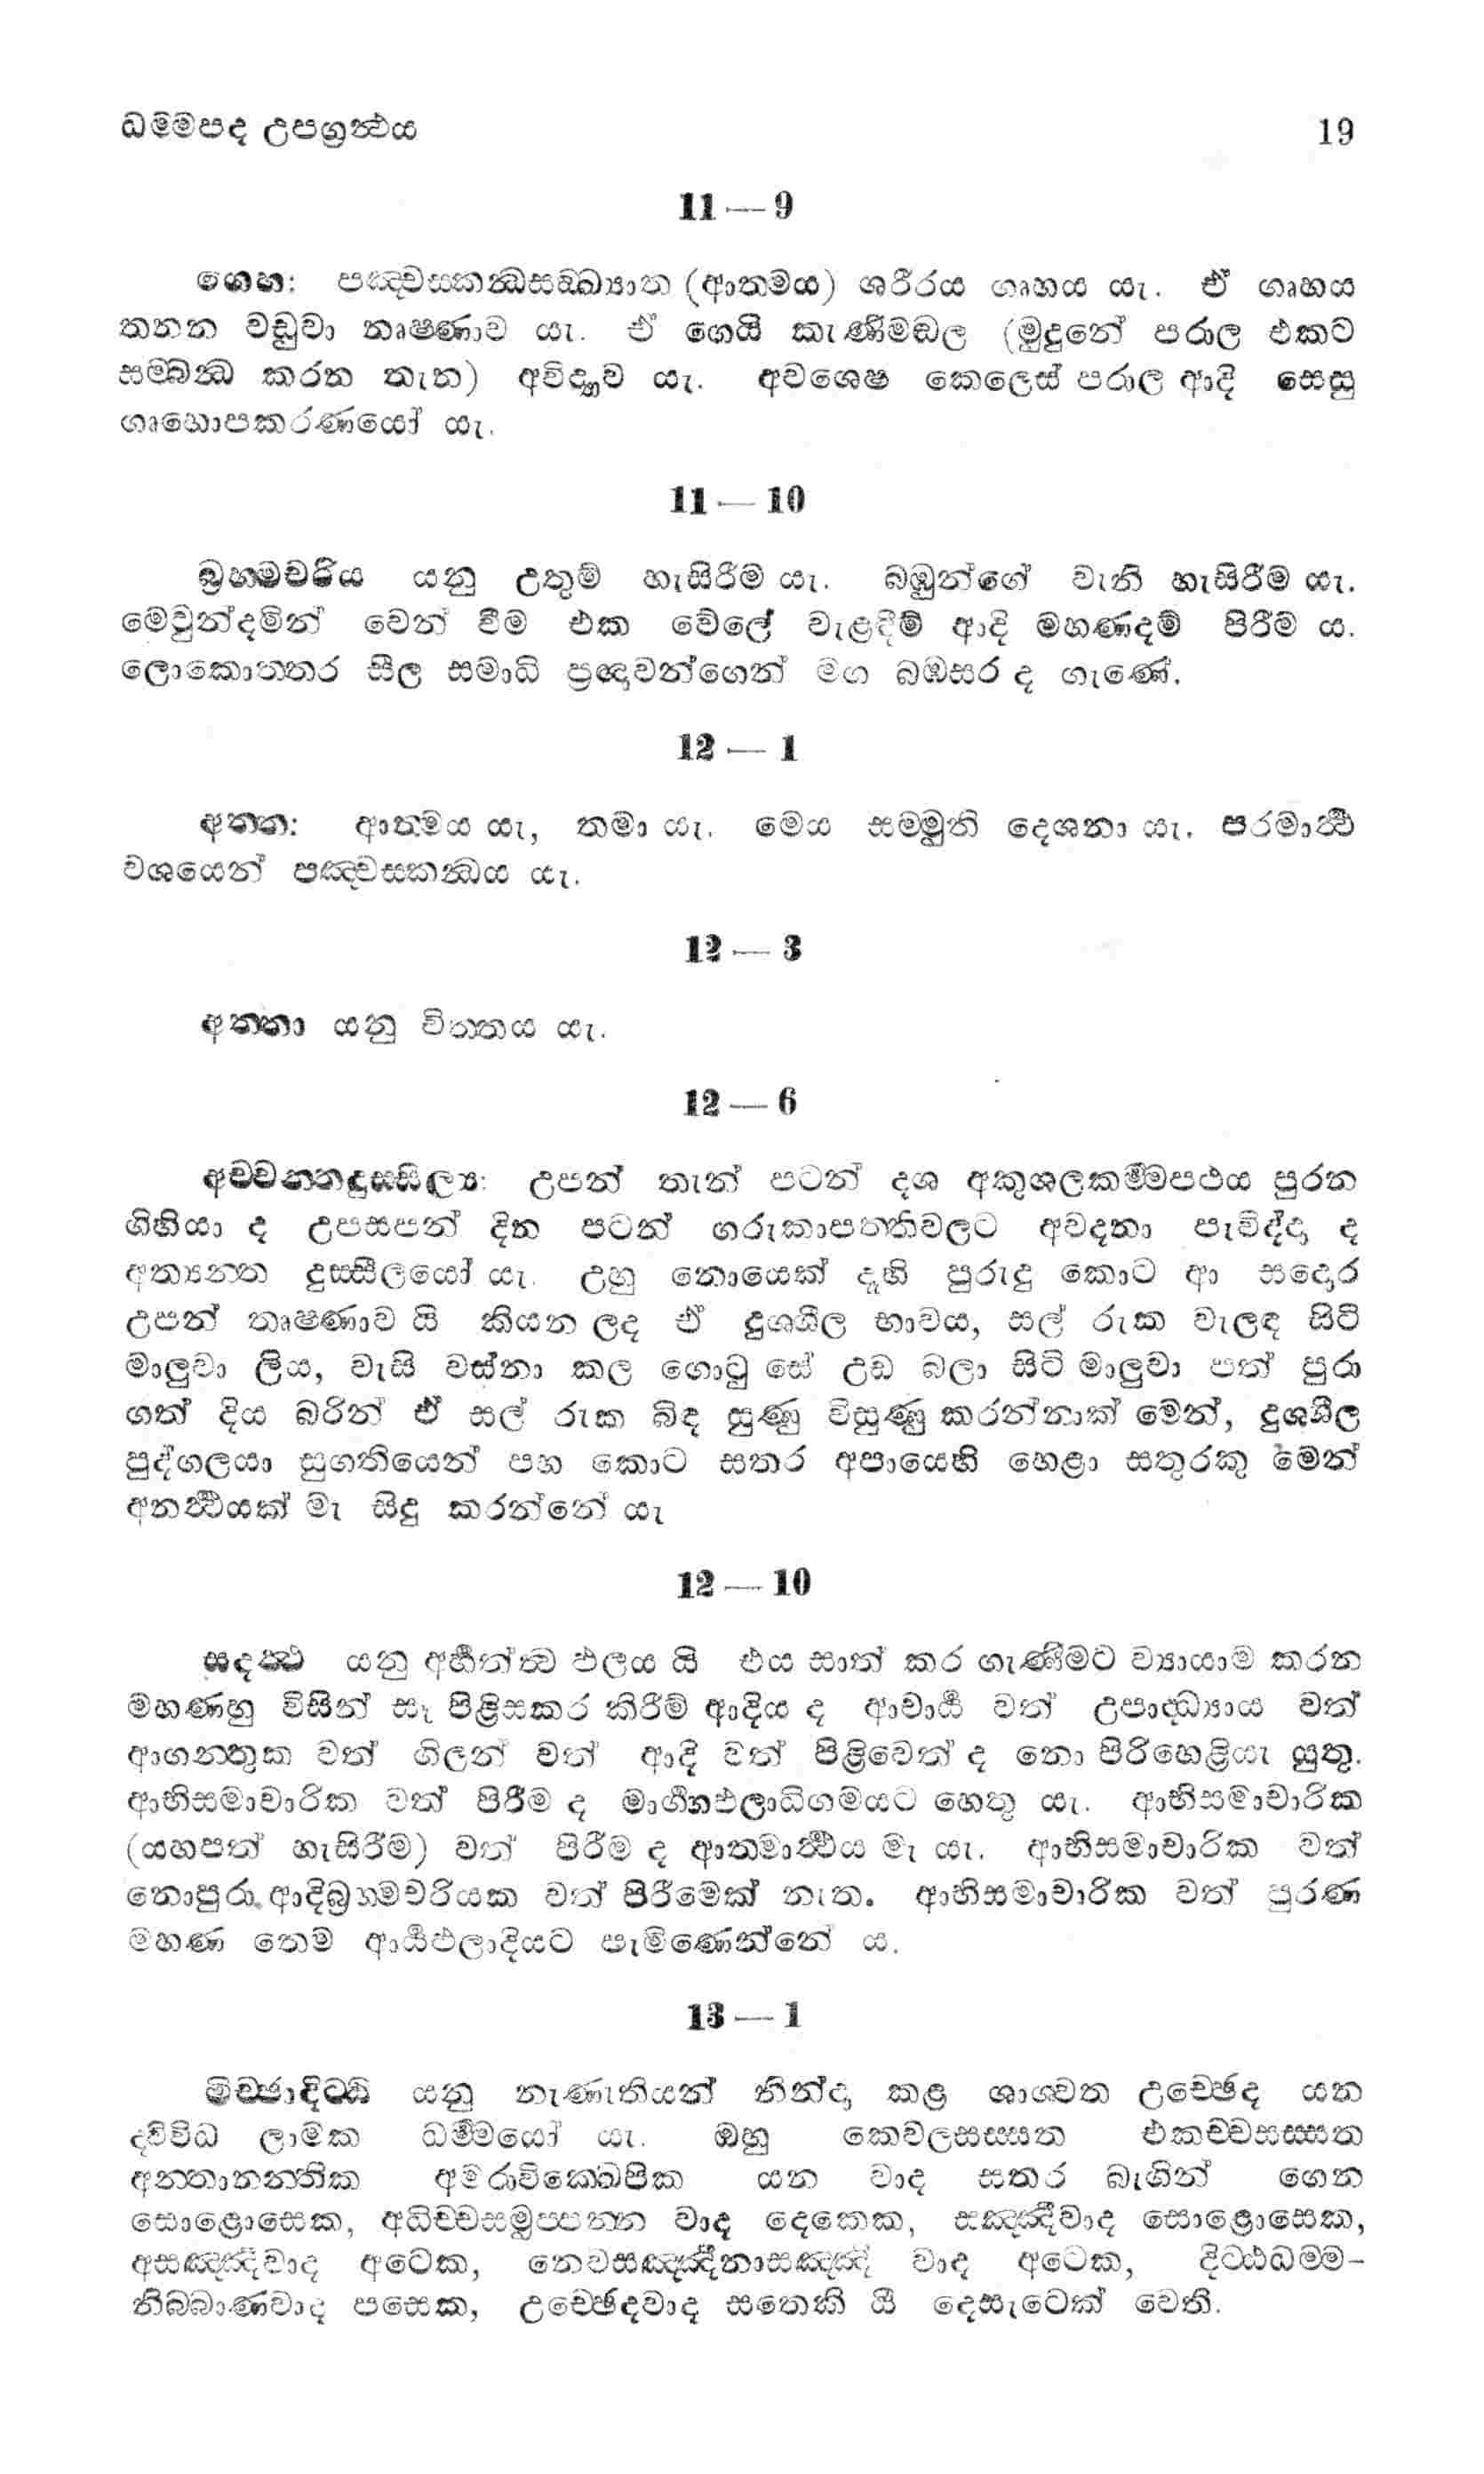 ධම්මපද උපග්‍රන්ථය 19
11 — 9
ගෙහ: පඤ්චස්කන්ධසඞ්ඛ්‍යාත (ආත්මය) ශරීරය ගෘහය යැ. ඒ ගෘහය
තනන වඩුවා තෘෂ්ණාව යැ. ඒ ගෙයි කැණිමඬල (මුදුනේ පරාල එකට
සම්බන්ධ කරන තැන) අවිද්‍යාව යැ. අවශෙෂ කෙලෙස් පරාල ආදි සෙසු
ගෘහොපකරණයෝ යැ.
11 — 10
බ්‍රහ්මචරිය යනු උතුම් හැසිරීම යැ. බඹුන්ගේ වැනි හැසිරීම යැ.
මෙවුන්දමින් වෙන් වීම එක වේලේ වැළඳීම් ආදි මහණදම් පිරීම ය.
ලොකොත්තර සීල සමාධි ප්‍රඥාවන්ගෙන් මග බඹසර ද ගැණේ.
12 — 1
අත්ත: ආත්මය යැ, තමා යැ. මෙය සම්මුති දෙශනා යැ. පරමාර්ථ
වශයෙන් පඤ්චස්කන්ධය යැ.
12 — 3
අත්තා යනු චිත්තය යැ.
12 — 6
අච්චන්තදුස්සිල්‍ය: උපන් තැන් පටන් දශ අකුශලකර්ම්මපථය පුරන
ගිහියා ද උපසපන් දින පටන් ගරුකාපත්තිවලට අවදනා පැවිද්දා ද
අත්‍යන්ත දුස්සීලයෝ යැ. උහු නොයෙක් දෑහි පුරුදු කොට ආ සදොර
උපන් තෘෂ්ණාව යි කියන ලද ඒ දුශ්ශීල භාවය, සල් රුක වැලඳ සිටි
මාලුවා ලිය, වැසි වස්නා කල ගොටු සේ උඩ බලා සිටි මාලුවා පත් පුරා
ගත් දිය බරින් ඒ සල් රුක බිඳ සුණු විසුණු කරන්නාක් මෙන්, දුශ්ශීල
පුද්ගලයා සුගතියෙන් පහ කොට සතර අපායෙහි හෙළා සතුරකු මෙන්
අනර්ථයක් මැ සිදු කරන්නේ යැ
12 — 10
සදත්ථ යනු අර්හත්ත්ව ඵලය යි එය සාත් කර ගැණීමට ව්‍යායාම කරන
මහණහු විසින් සෑ පිළිසකර කිරීම් ආදිය ද ආචාර්ය වත් උපාද්ධ්‍යාය වත්
ආගන්තුක වත් ගිලන් වත් ආදි වත් පිළිවෙත් ද නො පිරිහෙළියැ යුතු.
ආභිසමාචාරික වත් පිරීම ද මාර්ගඵලාධිගමයට හෙතු යැ. ආභිසමාචාරික
(යහපත් හැසිරීම) වත් පිරීම ද ආත්මාර්ථය මැ යැ. ආභිසමාචාරික වත්
නොපුරා ආදිබ්‍රහ්මචරියක වත් පිරීමෙක් නැත. ආභිසමාචාරික වත් පුරණ
මහණ තෙම ආර්යඵලාදියට පැමිණෙන්නේ ය.
13 — 1
මිච්ඡාදිට්ඨි යනු නැණැතියන් නින්දා කළ ශාශ්වත උච්ඡෙද යන
ද්විවිධ ලාමක ධර්ම්මයෝ යැ. ඔහු කෙවලසස්සත එකච්චසස්සත
අන්තානන්තික අමරාවික්ඛෙපික යන වාද සතර බැගින් ගෙන
සොළොසෙක, අධිච්චසමුප්පන්න වාද දෙකෙක, සඤ්ඤීවාද සොළොසෙක,
අසඤ්ඤීවාද අටෙක, නෙවසඤ්ඤීනාසඤ්ඤී වාද අටෙක, දිට්ඨධම්ම-
නිබ්බාණවාද පසෙක, උච්ඡෙදවාද සතෙකි යි දෙසැටෙක් වෙති.